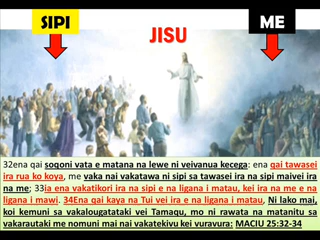 SIPI
ME
JISU
32ena qai soqoni vata e matana na lewe ni veivanua kecega: ena qai tawasei
ira rua ko koya, me vaka nai vakatawa ni sipi sa tawasei ira na sipi maivei ira
na me; 33ia ena vakatikori ira na sipi e na ligana i matau, kei ira na me e na
ligana i mawi. 34Ena qai kaya na Tui vei ira e na ligana i matau, Ni lako mai,
koi kemuni sa vakalougatataki vei Tamaqu, mo ni rawata na matanitu sa
vakarautaki me nomuni mai nai vakatekivu kei vuravura: MACIU 25:32-34